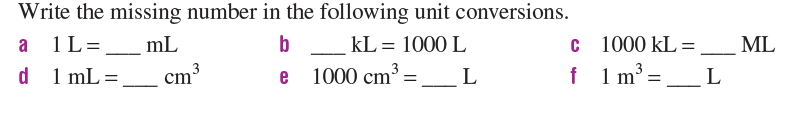 Write the missing number in the following unit conversions.
a 1 L = ___ mL b ___ kL = 1000 L c 1000 kL = ___ ML
d 1 mL = ___ cm³ e 1000 cm³ = ___ L f 1 m³ = ___ L